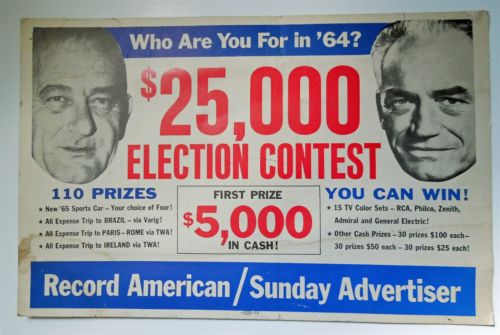 Who Are You For in '64?
$25,000
ELECTION CONTEST
110 PRIZES
★ New '65 Sports Car — Your choice of Four!
★ All Expense Trip to BRAZIL – via Varig!
★ All Expense Trip to PARIS–ROME via TWA!
★ All Expense Trip to IRELAND via TWA!
FIRST PRIZE
$5,000
IN CASH!
YOU CAN WIN!
★ 15 TV Color Sets – RCA, Philco, Zenith,
Admiral and General Electric!
★ Other Cash Prizes – 30 prizes $100 each–
30 prizes $50 each – 30 prizes $25 each!
Record American/Sunday Advertiser